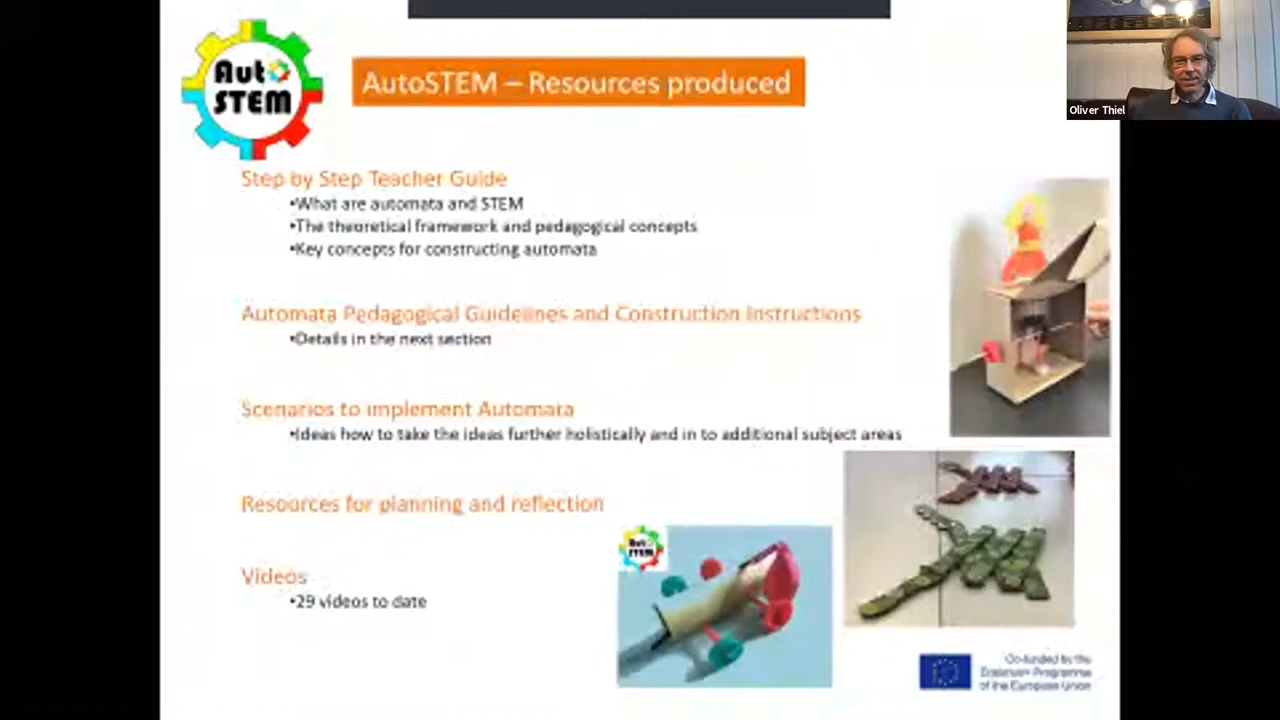 Aut
STEM
AutoSTEM – Resources produced
Oliver Thiel
Step by Step Teacher Guide
•What are automata and STEM
•The theoretical framework and pedagogical concepts
•Key concepts for constructing automata
Automata Pedagogical Guidelines and Construction Instructions
•Details in the next section
Scenarios to implement Automara
•Ideas how to take the ideas further holistically and in to additional subject areas
Resources for planning and reflection
Videos
•29 videos to date
Aut
STEM
Co-funded by the
Erasmus+ Programme
of the European Union